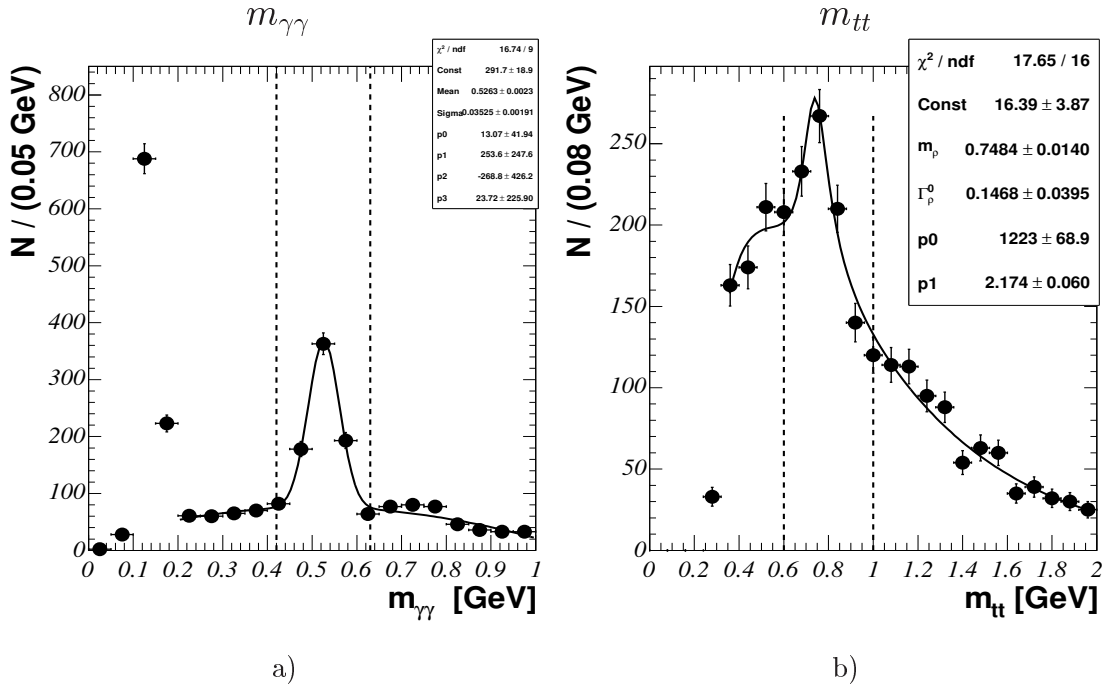 m_γγ
χ² / ndf 16.74 / 9
Const 291.7 ± 18.9
Mean 0.5263 ± 0.0023
Sigma 0.03525 ± 0.00191
p0 13.07 ± 41.94
p1 253.6 ± 247.6
p2 -268.8 ± 426.2
p3 23.72 ± 225.90
N / (0.05 GeV)
800
700
600
500
400
300
200
100
0
0 0.1 0.2 0.3 0.4 0.5 0.6 0.7 0.8 0.9 1
m_γγ [GeV]
a)
m_tt
χ² / ndf 17.65 / 16
Const 16.39 ± 3.87
m_ρ 0.7484 ± 0.0140
Γ_ρ^0 0.1468 ± 0.0395
p0 1223 ± 68.9
p1 2.174 ± 0.060
N / (0.08 GeV)
250
200
150
100
50
0
0 0.2 0.4 0.6 0.8 1 1.2 1.4 1.6 1.8 2
m_tt [GeV]
b)